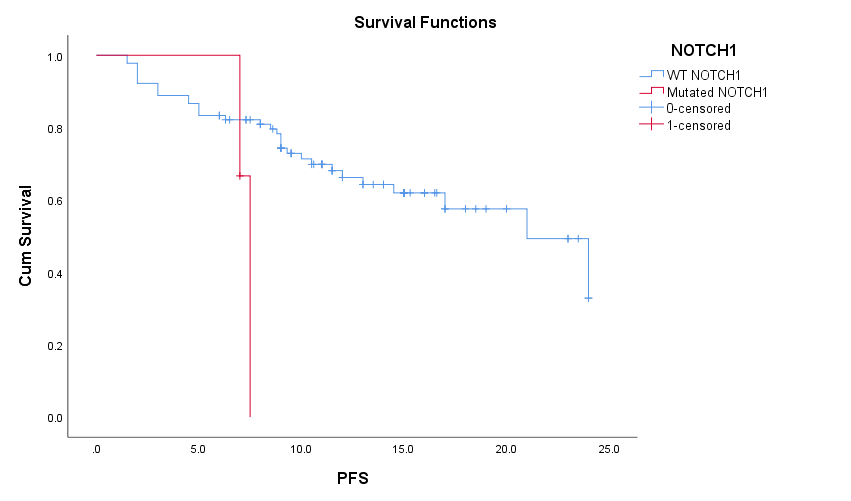 Survival Functions
NOTCH1
WT NOTCH1
Mutated NOTCH1
0-censored
1-censored
1.0
0.8
0.6
0.4
0.2
0.0
Cum Survival
.0
5.0
10.0
15.0
20.0
25.0
PFS